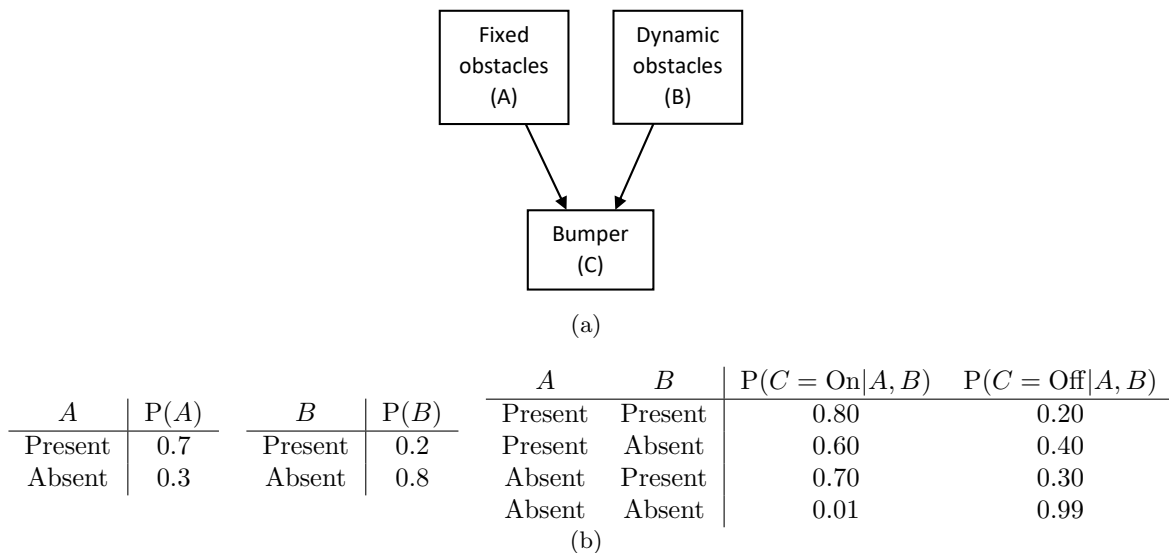 Fixed
obstacles
(A)
Dynamic
obstacles
(B)
Bumper
(C)
(a)
A P(A)
Present 0.7
Absent 0.3
B P(B)
Present 0.2
Absent 0.8
A B P(C = On|A, B) P(C = Off|A, B)
Present Present 0.80 0.20
Present Absent 0.60 0.40
Absent Present 0.70 0.30
Absent Absent 0.01 0.99
(b)